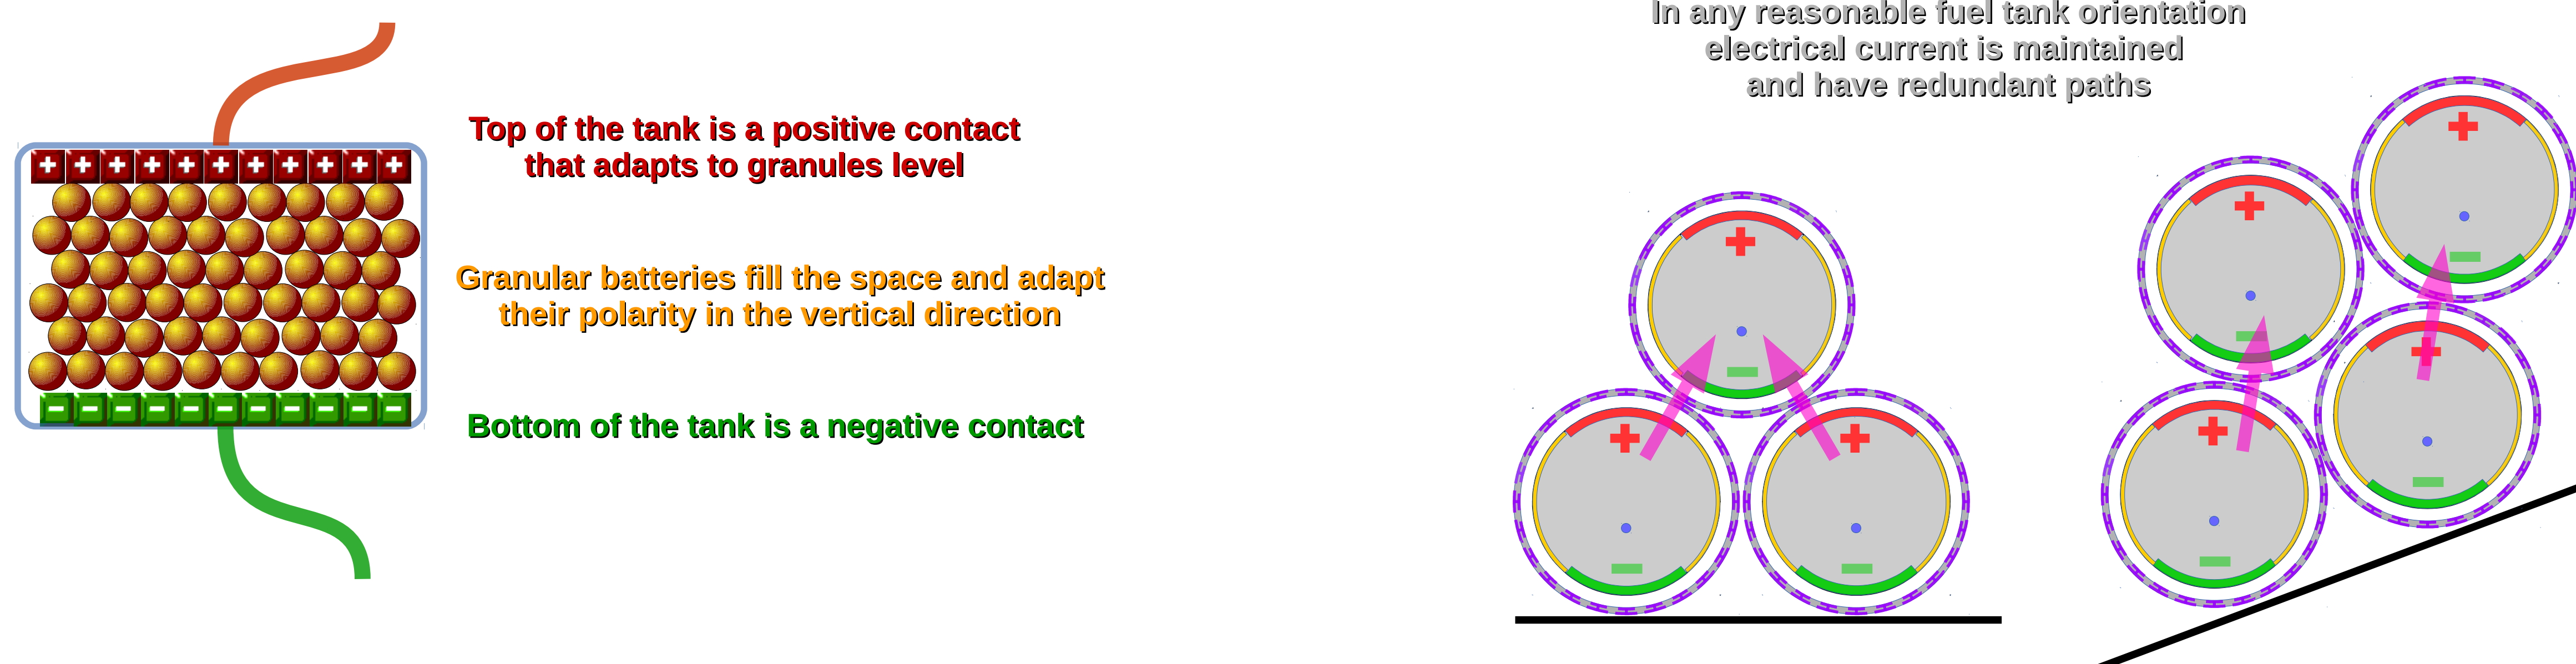 In any reasonable fuel tank orientation
electrical current is maintained
and have redundant paths
Top of the tank is a positive contact
that adapts to granules level
Granular batteries fill the space and adapt
their polarity in the vertical direction
Bottom of the tank is a negative contact